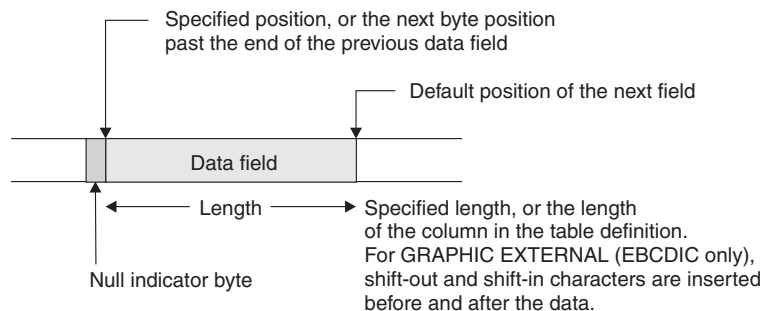 Specified position, or the next byte position
past the end of the previous data field
Default position of the next field
Data field
Length
Specified length, or the length
of the column in the table definition.
For GRAPHIC EXTERNAL (EBCDIC only),
shift-out and shift-in characters are inserted
before and after the data.
Null indicator byte